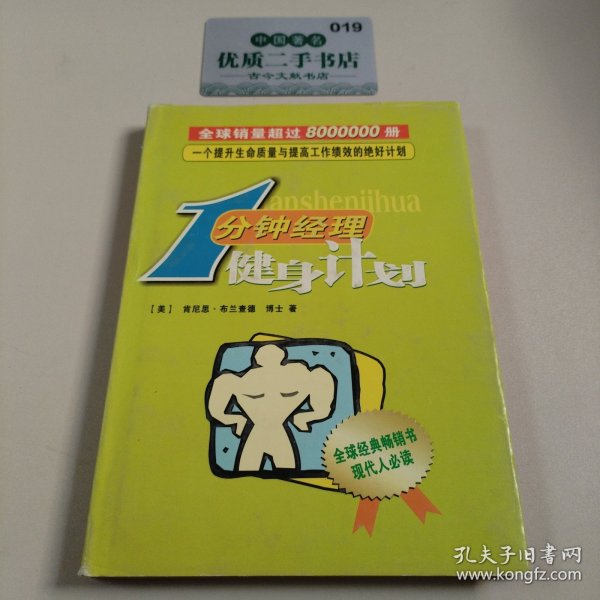 019
中国著名
优质二手书店
古今文献书店
全球销量超过8000000册
一个提升生命质量与提高工作绩效的绝好计划
anshenjihua
1分钟经理
健身计划
[美] 肯尼思·布兰查德 博士 著
全球经典畅销书
现代人必读
孔夫子旧书网
www.kongfz.com